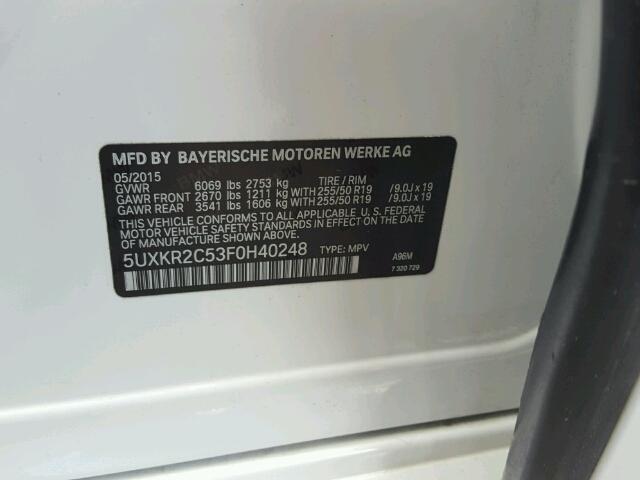 MFD BY BAYERISCHE MOTOREN WERKE AG
05/2015 TIRE / RIM
GVWR 6069 lbs 2753 kg
GAWR FRONT 2670 lbs 1211 kg WITH 255/50 R19 /9.0J x 19
GAWR REAR 3541 lbs 1606 kg WITH 255/50 R19 /9.0J x 19
THIS VEHICLE CONFORMS TO ALL APPLICABLE U. S. FEDERAL
MOTOR VEHICLE SAFETY STANDARDS IN EFFECT ON THE DATE
OF MANUFACTURE SHOWN ABOVE.
5UXKR2C53F0H40248 TYPE: MPV A96M
7 320 729